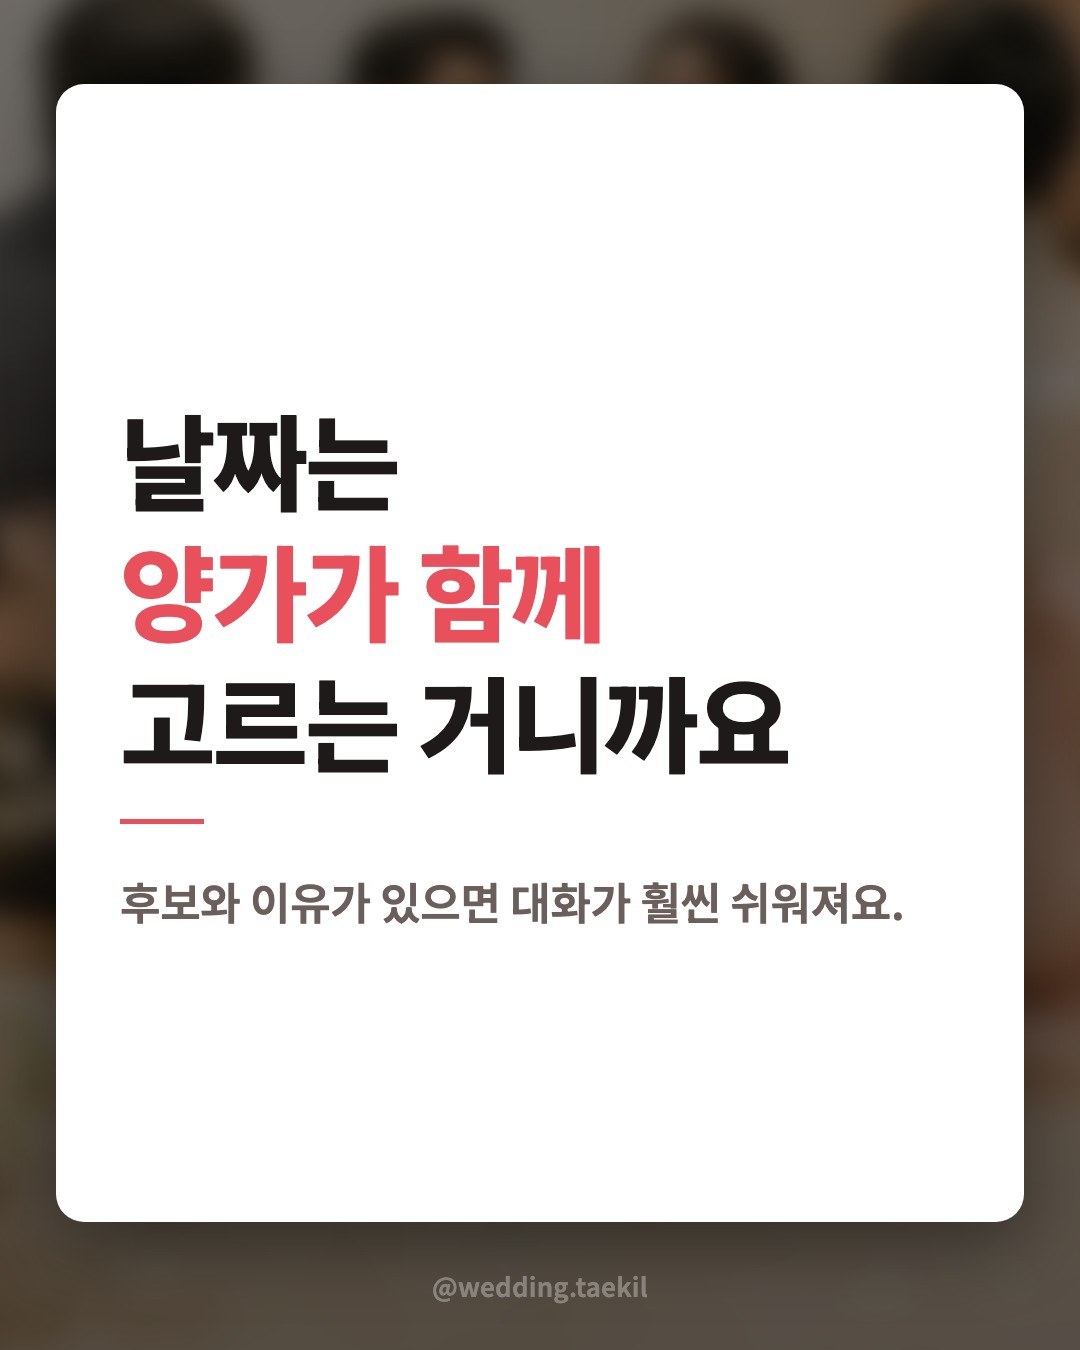 날짜는
양가가 함께
고르는 거니까요
후보와 이유가 있으면 대화가 훨씬 쉬워져요.
@wedding.taekil